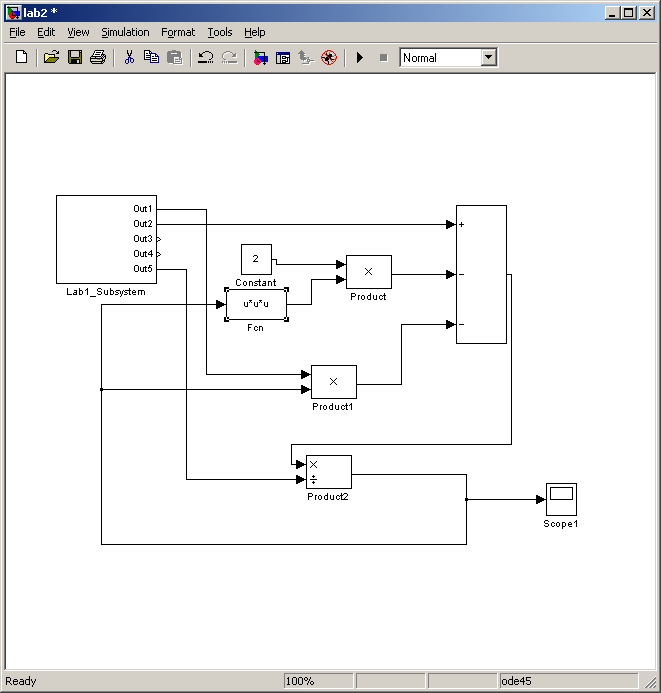 lab2 *
File Edit View Simulation Format Tools Help
Normal
Out1
Out2
Out3
Out4
Out5
Lab1_Subsystem
2
Constant
u*u*u
Fcn
×
Product
+
−
−
×
Product1
×
÷
Product2
Scope1
Ready 100% ode45